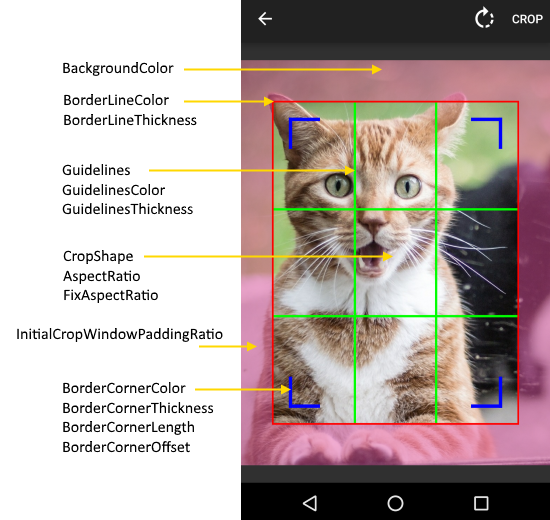 CROP
BackgroundColor
BorderLineColor
BorderLineThickness
Guidelines
GuidelinesColor
GuidelinesThickness
CropShape
AspectRatio
FixAspectRatio
InitialCropWindowPaddingRatio
BorderCornerColor
BorderCornerThickness
BorderCornerLength
BorderCornerOffset